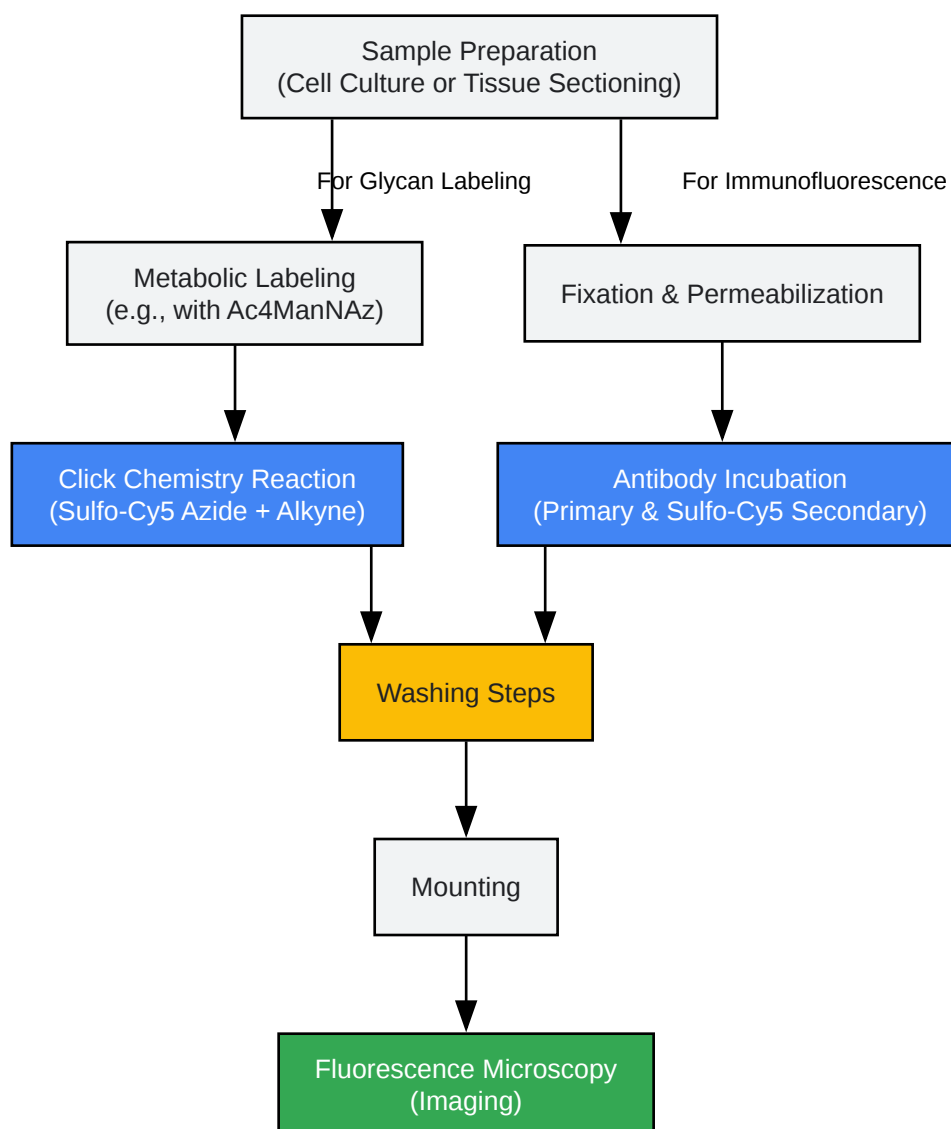 Sample Preparation
(Cell Culture or Tissue Sectioning)
For Glycan Labeling
For Immunofluorescence
Metabolic Labeling
(e.g., with Ac4ManNAz)
Fixation & Permeabilization
Click Chemistry Reaction
(Sulfo-Cy5 Azide + Alkyne)
Antibody Incubation
(Primary & Sulfo-Cy5 Secondary)
Washing Steps
Mounting
Fluorescence Microscopy
(Imaging)